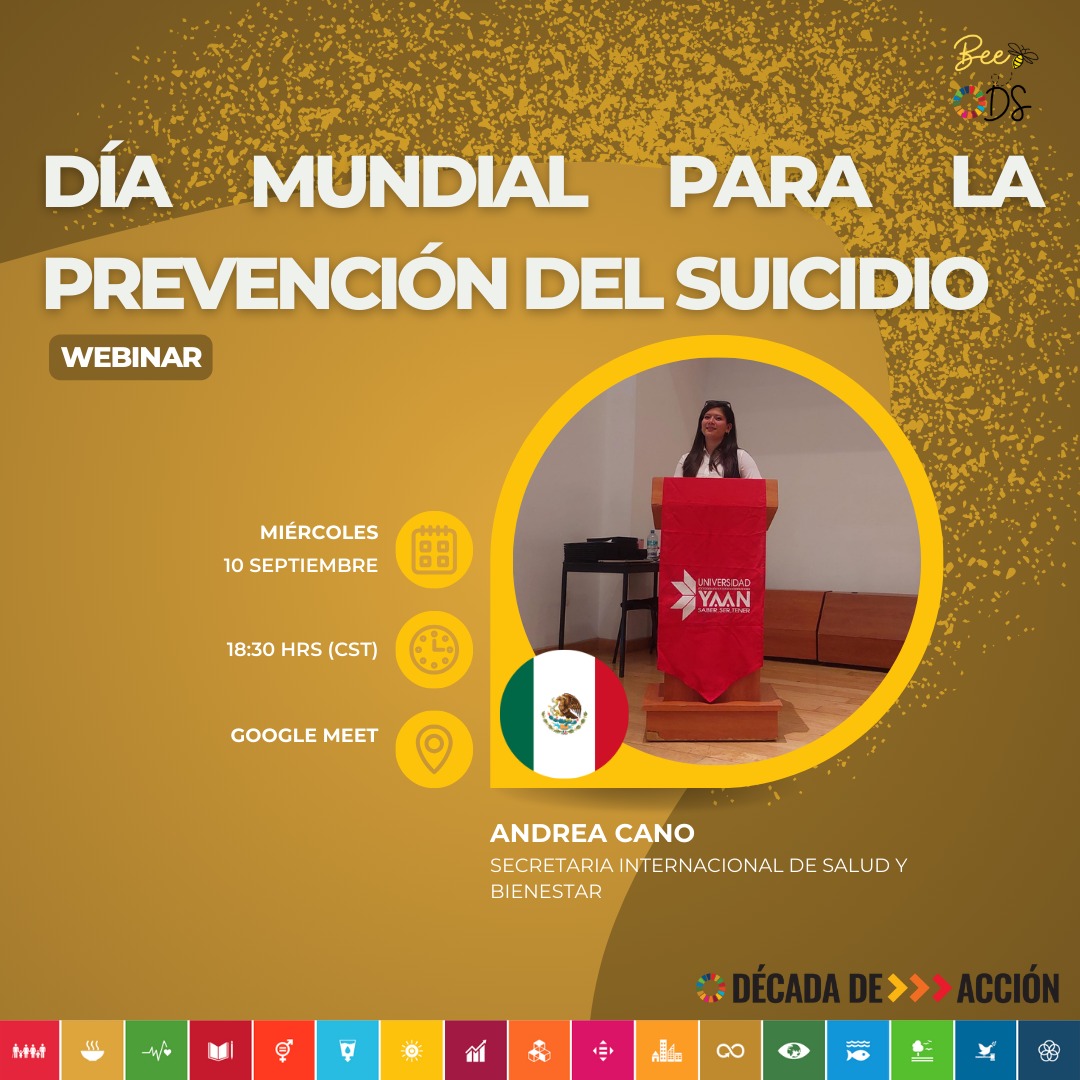 Bee
ODS
DÍA MUNDIAL PARA LA
PREVENCIÓN DEL SUICIDIO
WEBINAR
MIÉRCOLES
10 SEPTIEMBRE
18:30 HRS (CST)
GOOGLE MEET
UNIVERSIDAD
YAAN
SABER, SER, TENER
ANDREA CANO
SECRETARIA INTERNACIONAL DE SALUD Y
BIENESTAR
DÉCADA DE ACCIÓN